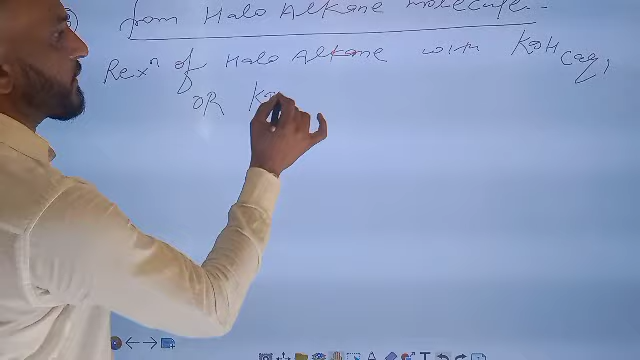 from Halo Alkane molecule.
Rexⁿ of Halo Alkane with KOH (aq)
OR